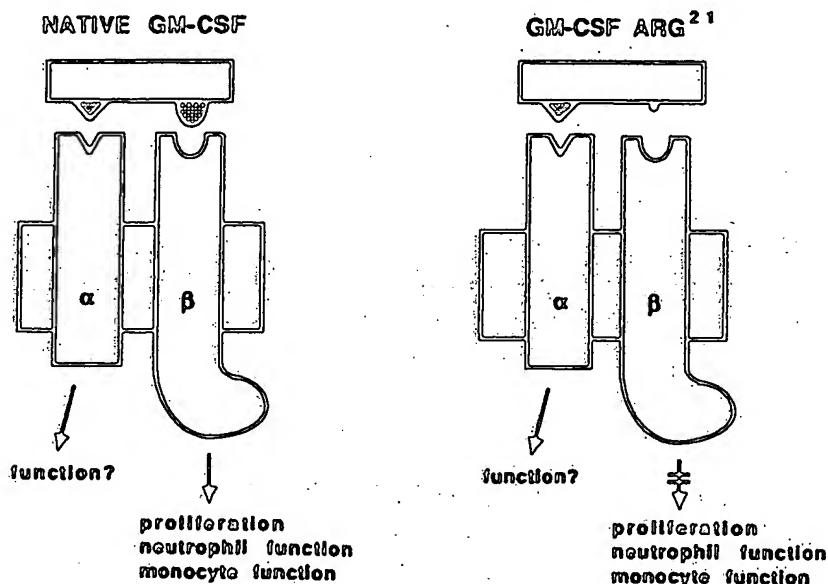 NATIVE GM-CSF
α
β
function?
proliferation
neutrophil function
monocyte function
GM-CSF ARG²¹
α
β
function?
proliferation
neutrophil function
monocyte function